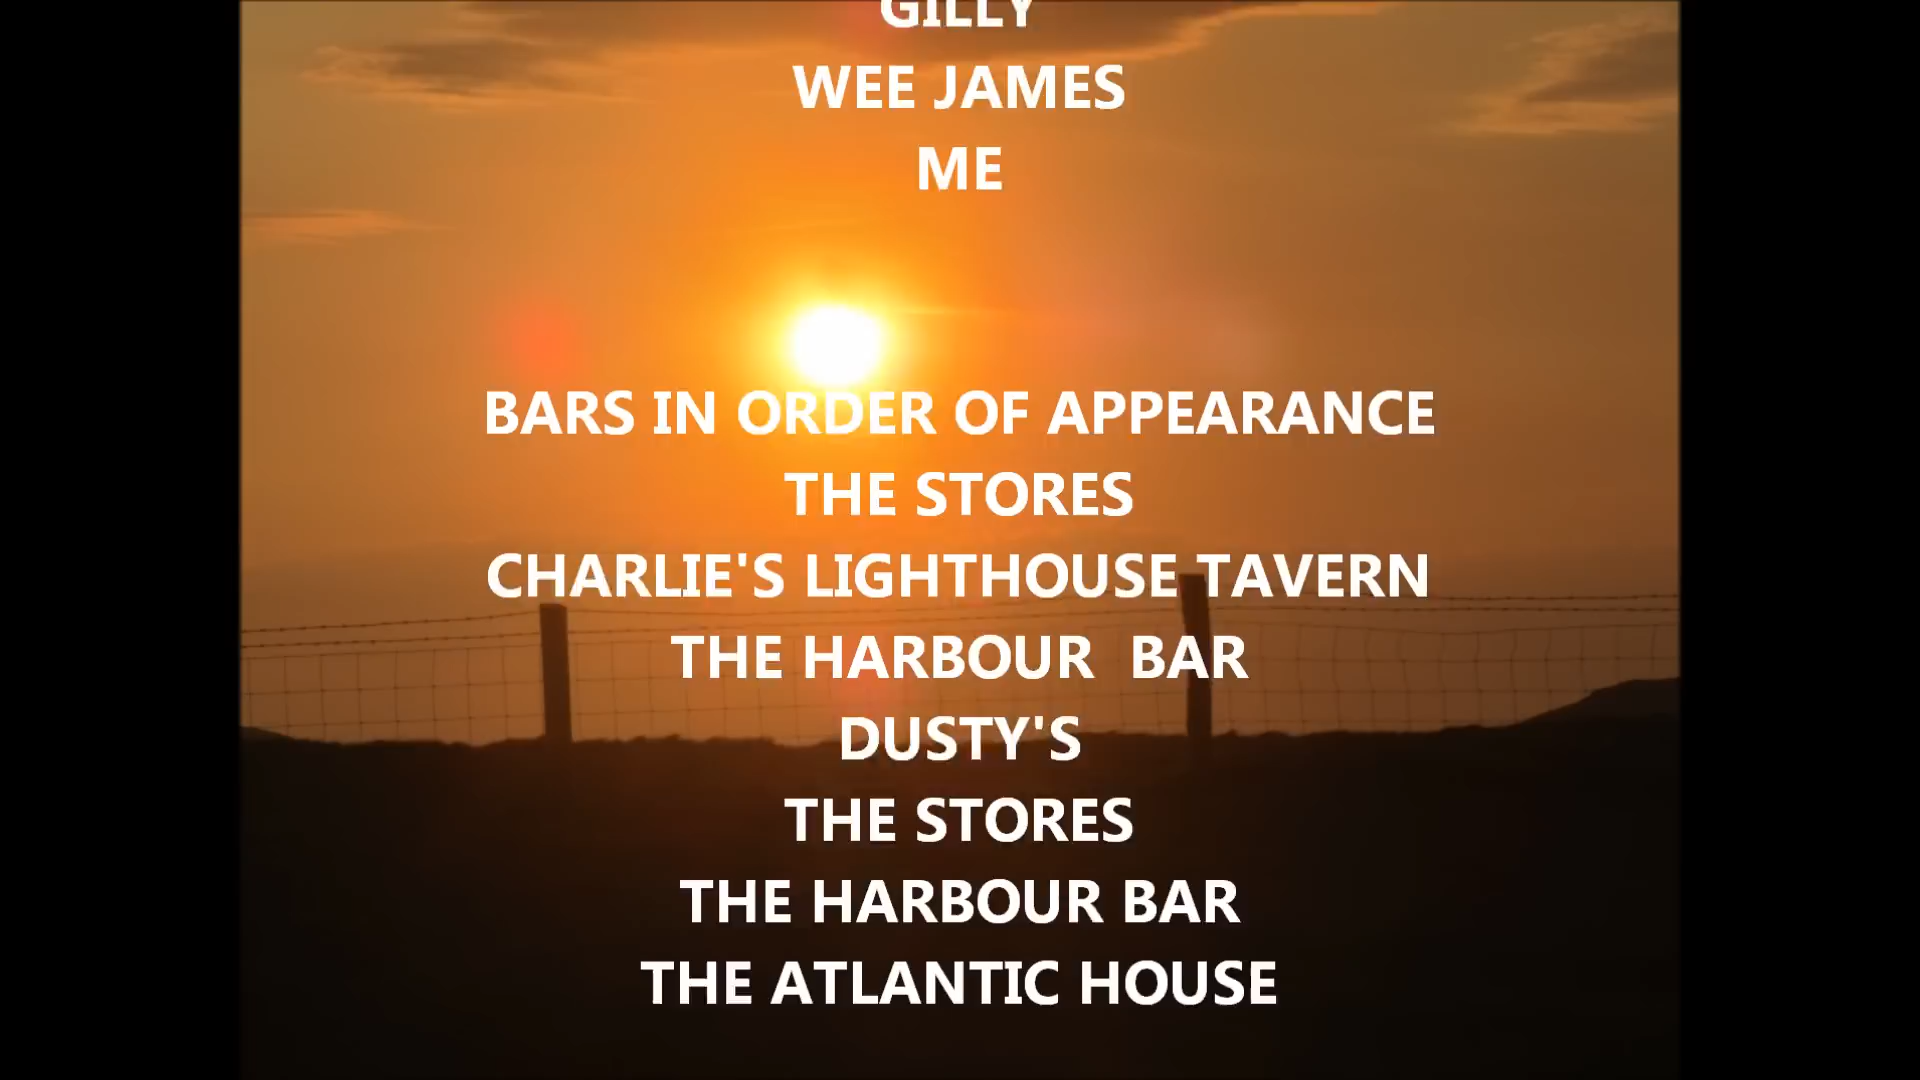 GILLY
WEE JAMES
ME
BARS IN ORDER OF APPEARANCE
THE STORES
CHARLIE'S LIGHTHOUSE TAVERN
THE HARBOUR  BAR
DUSTY'S
THE STORES
THE HARBOUR BAR
THE ATLANTIC HOUSE